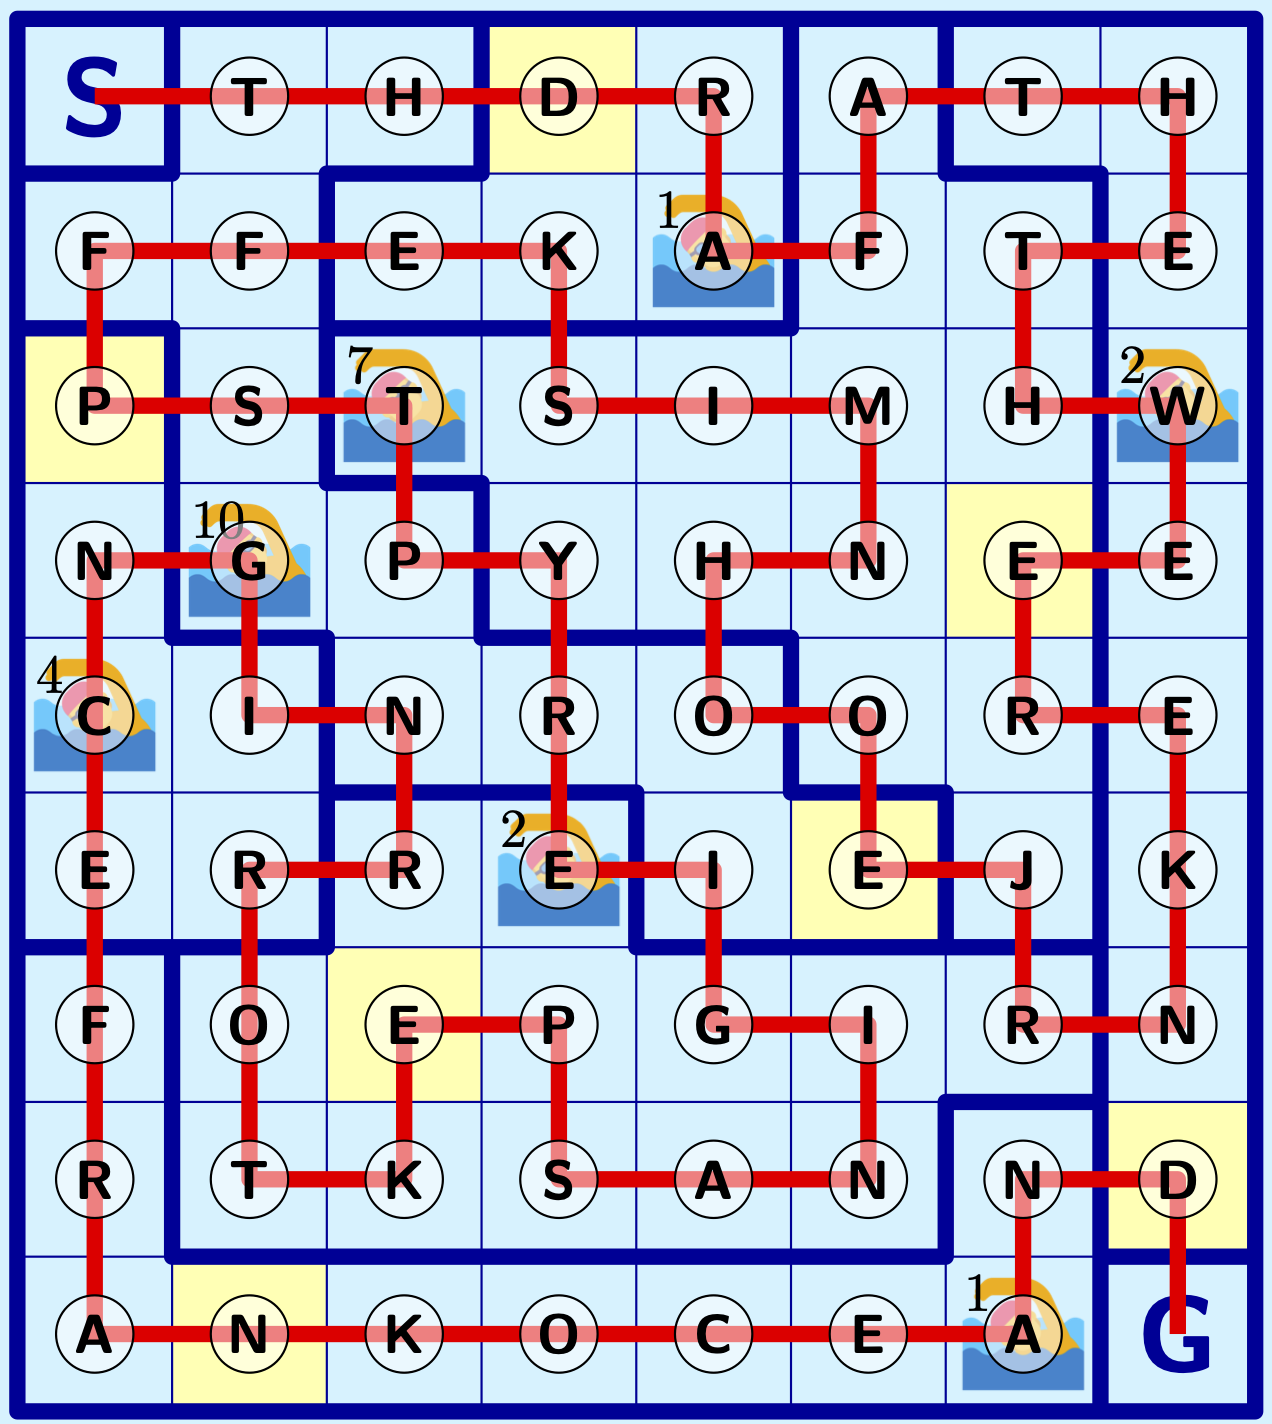 S T H D R A T H
F F E K 1 A F T E
P S 7 T S I M H 2 W
N 10 G P Y H N E E
4 C I N R O O R E
E R R 2 E I E J K
F O E P G I R N
R T K S A N N D
A N K O C E 1 A G